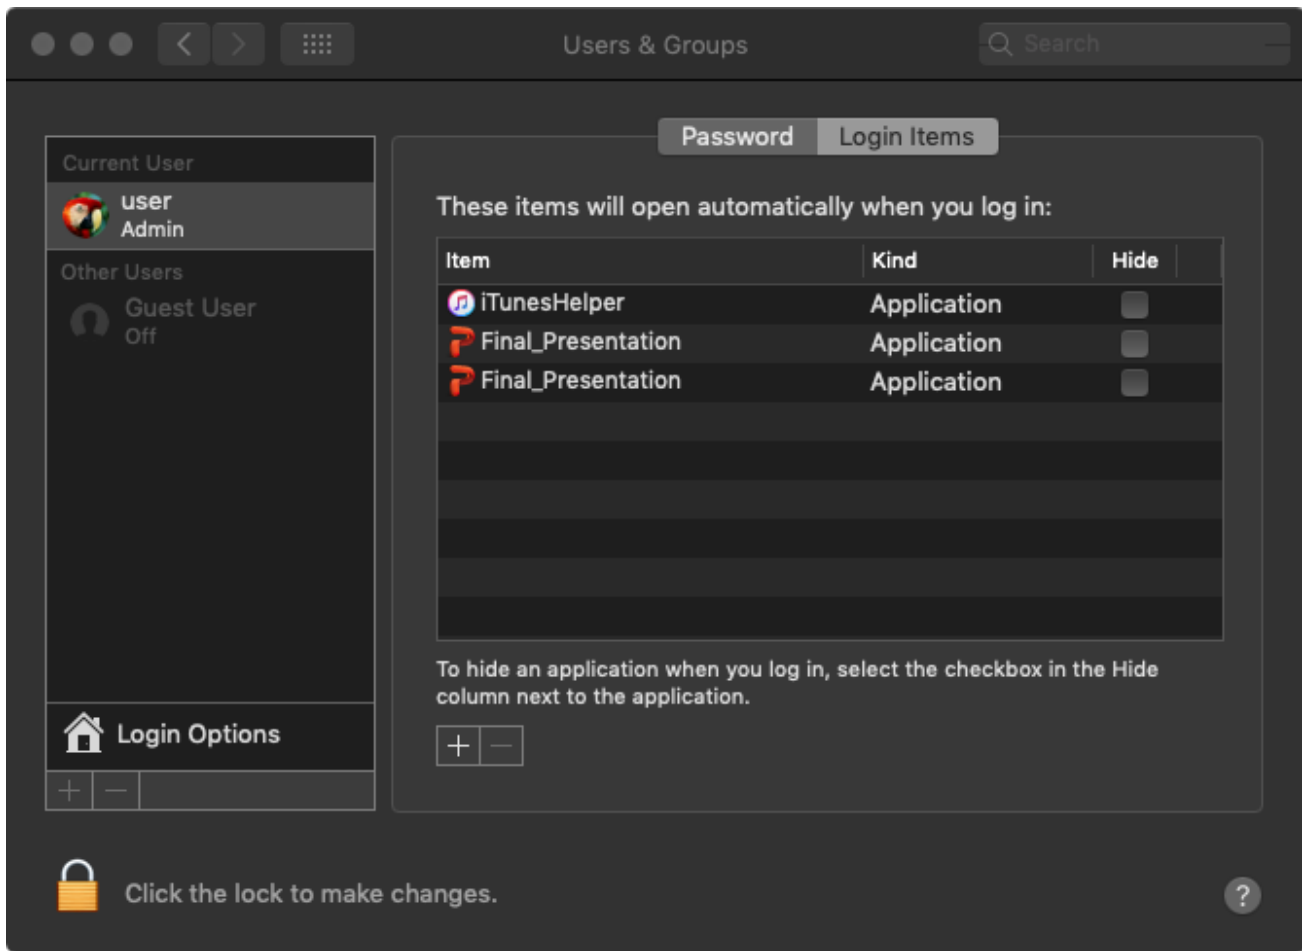 Users & Groups
Search
Current User
user
Admin
Other Users
Guest User
Off
Login Options
Password
Login Items
These items will open automatically when you log in:
Item Kind Hide
iTunesHelper Application
Final_Presentation Application
Final_Presentation Application
To hide an application when you log in, select the checkbox in the Hide
column next to the application.
Click the lock to make changes.
?